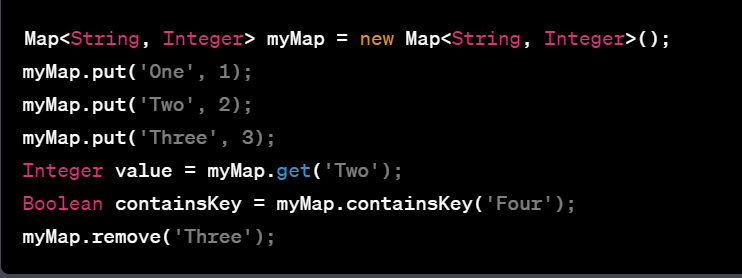 Map<String, Integer> myMap = new Map<String, Integer>();
myMap.put('One', 1);
myMap.put('Two', 2);
myMap.put('Three', 3);
Integer value = myMap.get('Two');
Boolean containsKey = myMap.containsKey('Four');
myMap.remove('Three');